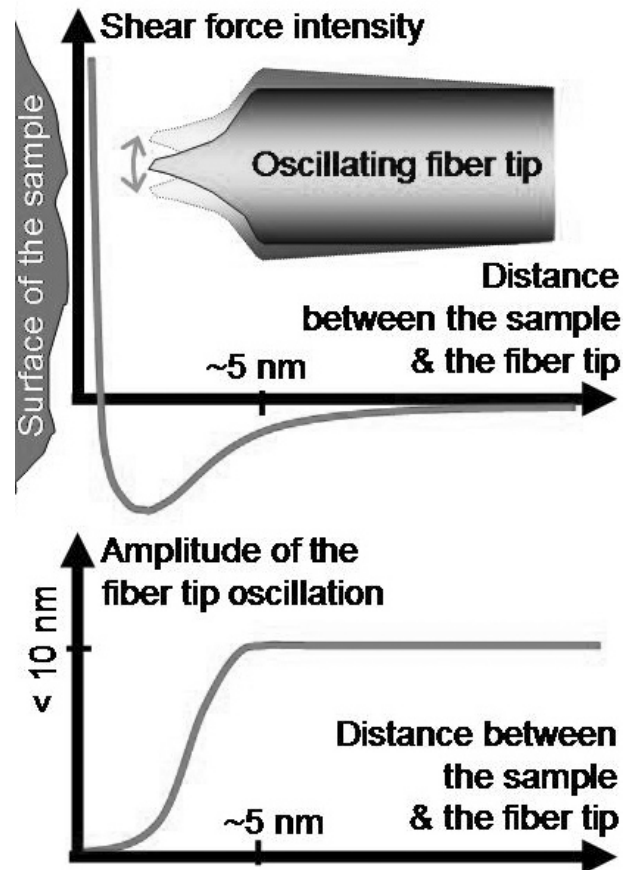 Shear force intensity
Surface of the sample
Oscillating fiber tip
Distance
between the sample
& the fiber tip
~5 nm
Amplitude of the
fiber tip oscillation
< 10 nm
Distance between
the sample
& the fiber tip
~5 nm